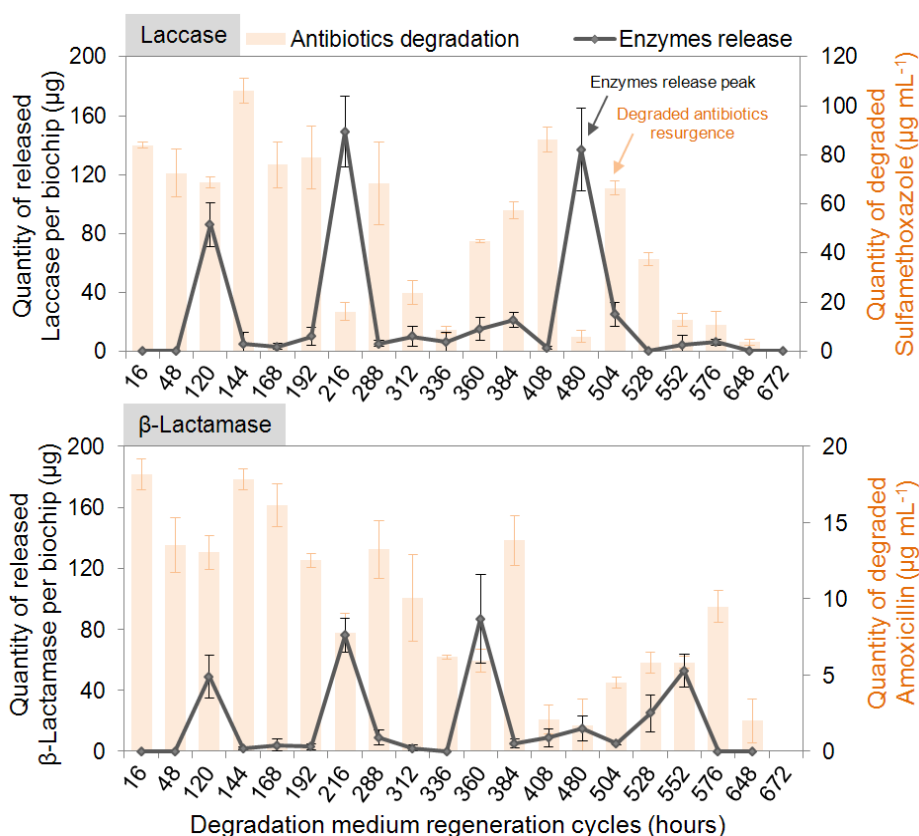 Laccase
Antibiotics degradation
Enzymes release
200
160
120
80
40
0
Quantity of released
Laccase per biochip (µg)
120
100
80
60
40
20
0
Quantity of degraded
Sulfamethoxazole (µg mL⁻¹)
Enzymes release peak
Degraded antibiotics
resurgence
16 48 120 144 168 192 216 288 312 336 360 384 408 480 504 528 552 576 648 672
β-Lactamase
200
160
120
80
40
0
Quantity of released
β-Lactamase per biochip (µg)
20
15
10
5
0
Quantity of degraded
Amoxicillin (µg mL⁻¹)
16 48 120 144 168 192 216 288 312 336 360 384 408 480 504 528 552 576 648 672
Degradation medium regeneration cycles (hours)